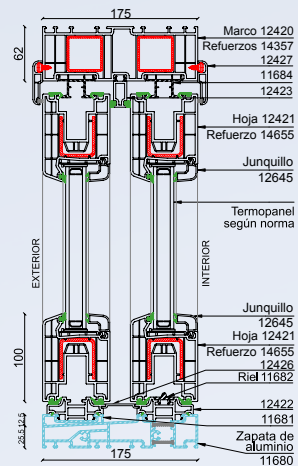 175
62
Marco 12420
Refuerzos 14357
12427
11684
12423
Hoja 12421
Refuerzo 14655
Junquillo
12645
Termopanel
según norma
EXTERIOR
INTERIOR
Junquillo
12645
Hoja 12421
Refuerzo 14655
12426
Riel 11682
100
12422
11681
25.5 12.5
Zapata de
aluminio
11680
175